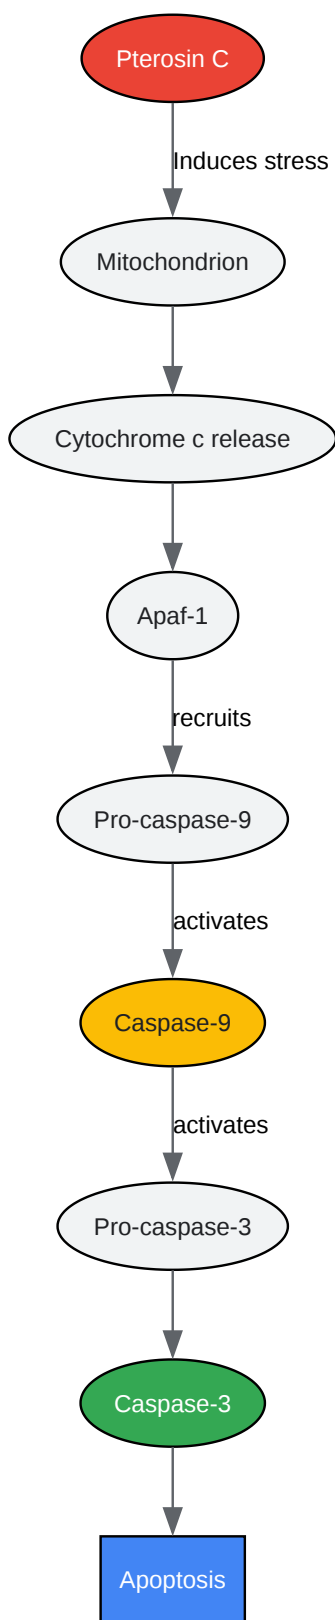 Pterosin C
Induces stress
Mitochondrion
Cytochrome c release
Apaf-1
recruits
Pro-caspase-9
activates
Caspase-9
activates
Pro-caspase-3
Caspase-3
Apoptosis